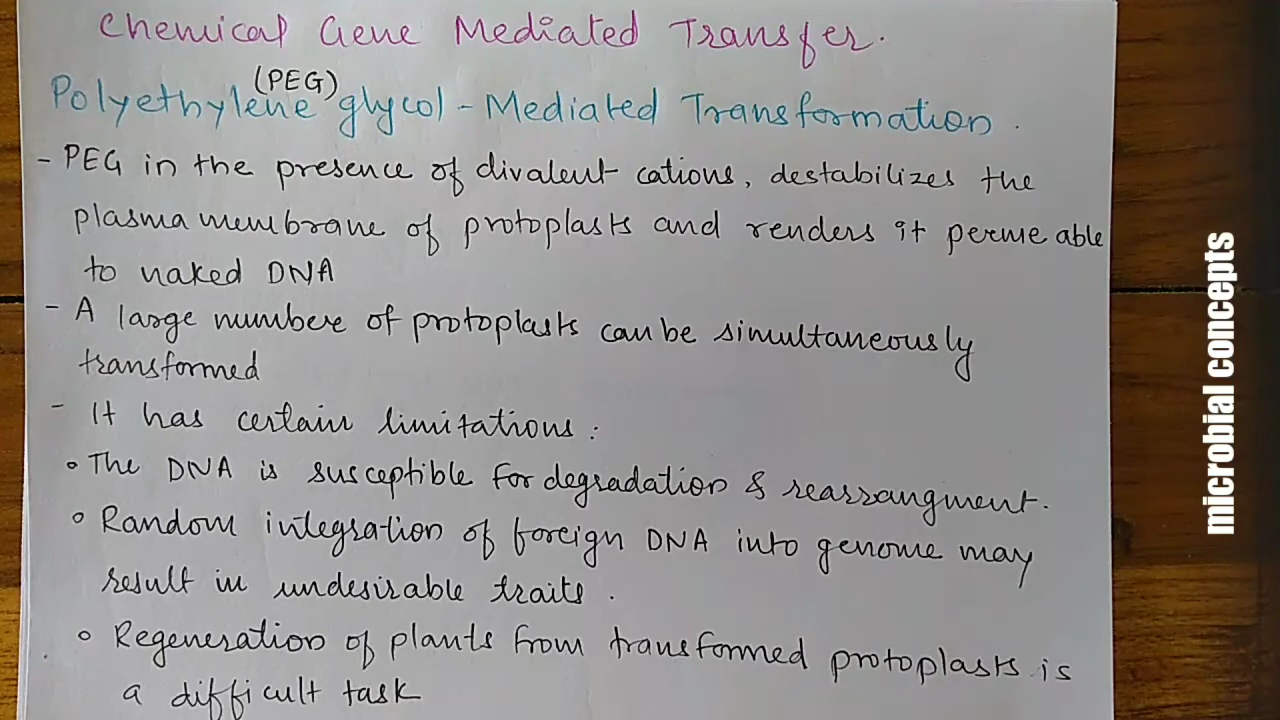 Chemical Gene Mediated Transfer.
(PEG)
Polyethylene glycol - Mediated Transformation.
- PEG in the presence of divalent cations, destabilizes the
plasma membrane of protoplasts and renders it permeable
to naked DNA
- A large numbere of protoplasts can be simultaneously
transformed
- It has certain limitations :
• The DNA is susceptible for degradation & rearrangment.
• Random integration of foreign DNA into genome may
result in undesirable traits.
• Regeneration of plants from transformed protoplasts is
a difficult task
microbial concepts